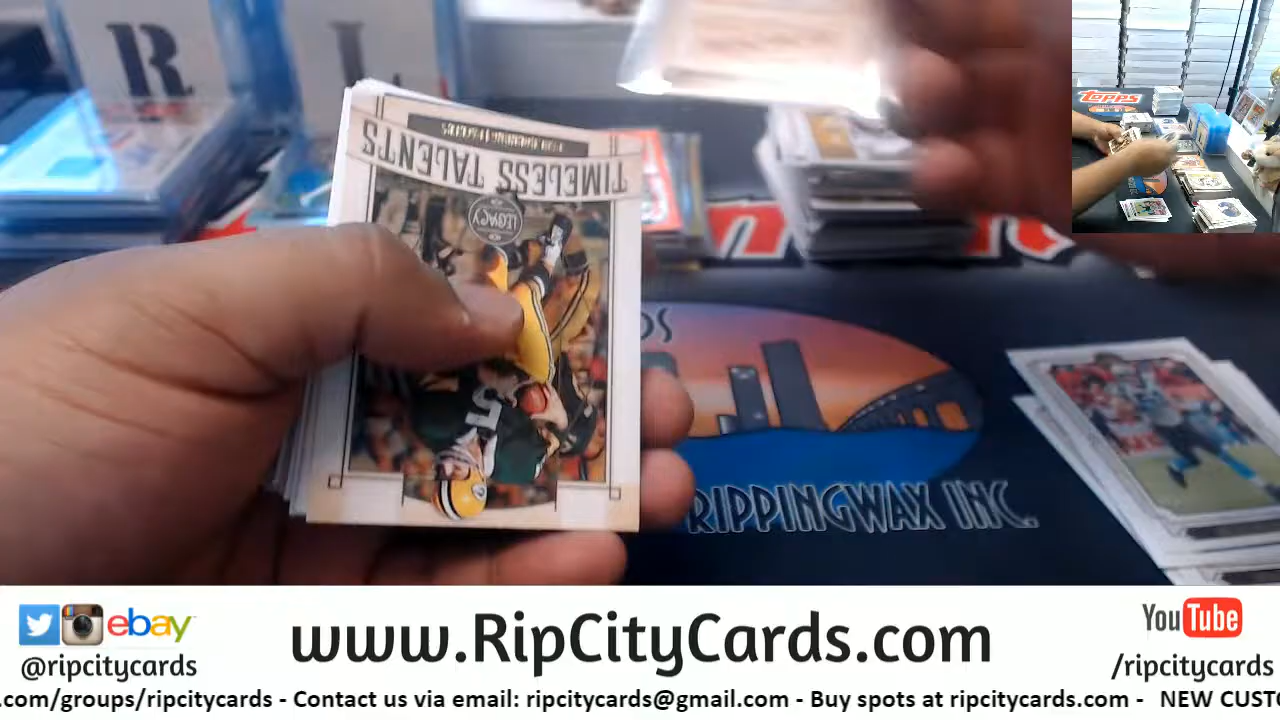 R
L
TIMELESS TALENTS
LEGACY
5
TOPPS
RIPPINGWAX INC.
ebay
@ripcitycards
www.RipCityCards.com
YouTube
/ripcitycards
.com/groups/ripcitycards - Contact us via email: ripcitycards@gmail.com - Buy spots at ripcitycards.com - NEW CUSTO